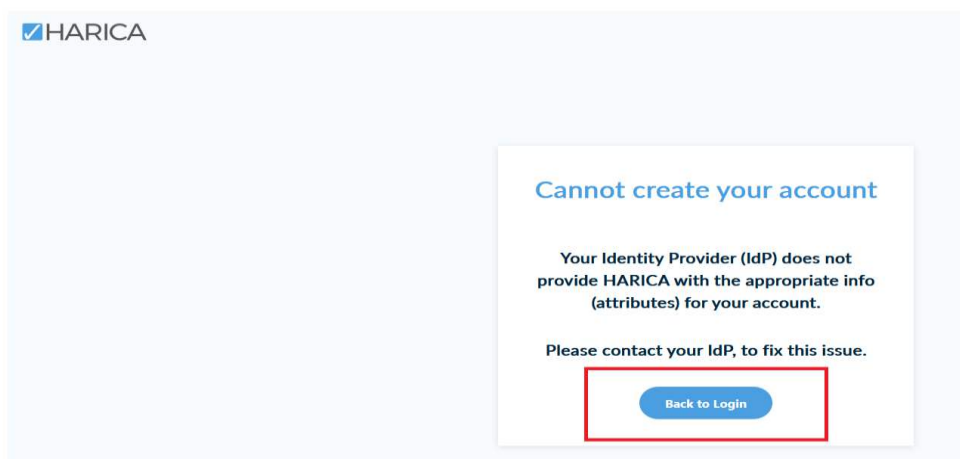 HARICA
Cannot create your account
Your Identity Provider (IdP) does not
provide HARICA with the appropriate info
(attributes) for your account.
Please contact your IdP, to fix this issue.
Back to Login